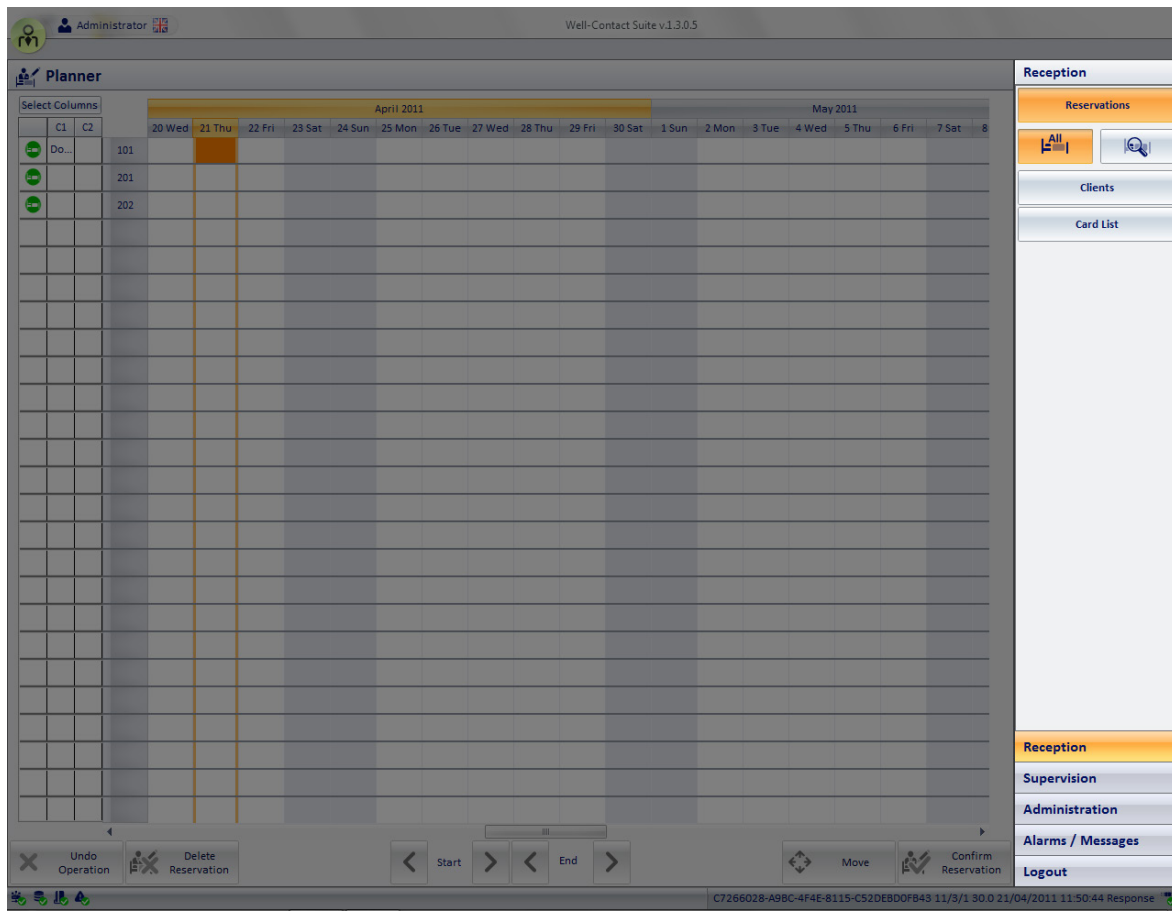 Administrator
Well-Contact Suite v.1.3.0.5
Planner
Select Columns
April 2011
May 2011
C1 C2
20 Wed 21 Thu 22 Fri 23 Sat 24 Sun 25 Mon 26 Tue 27 Wed 28 Thu 29 Fri 30 Sat 1 Sun 2 Mon 3 Tue 4 Wed 5 Thu 6 Fri 7 Sat 8
Do... 101
201
202
Undo Operation
Delete Reservation
Start
End
Move
Confirm Reservation
Reception
Reservations
All
Clients
Card List
Reception
Supervision
Administration
Alarms / Messages
Logout
C7266028-A9BC-4F4E-8115-C52DEBD0FB43 11/3/1 30.0 21/04/2011 11:50:44 Response